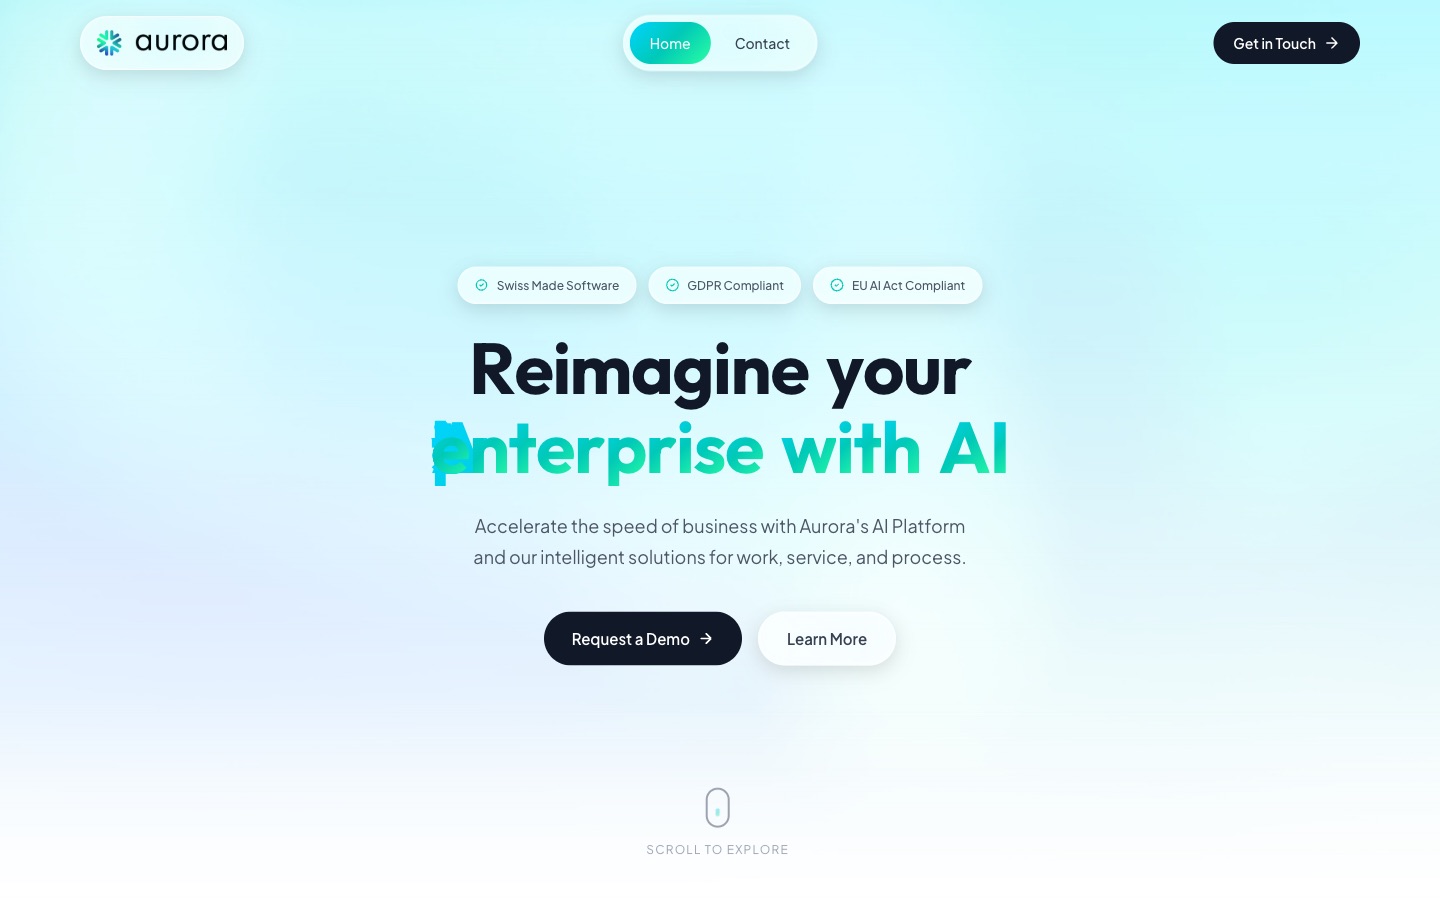 aurora
Home
Contact
Get in Touch
Swiss Made Software
GDPR Compliant
EU AI Act Compliant
Reimagine your
enterprise with AI
Accelerate the speed of business with Aurora's AI Platform
and our intelligent solutions for work, service, and process.
Request a Demo
Learn More
SCROLL TO EXPLORE